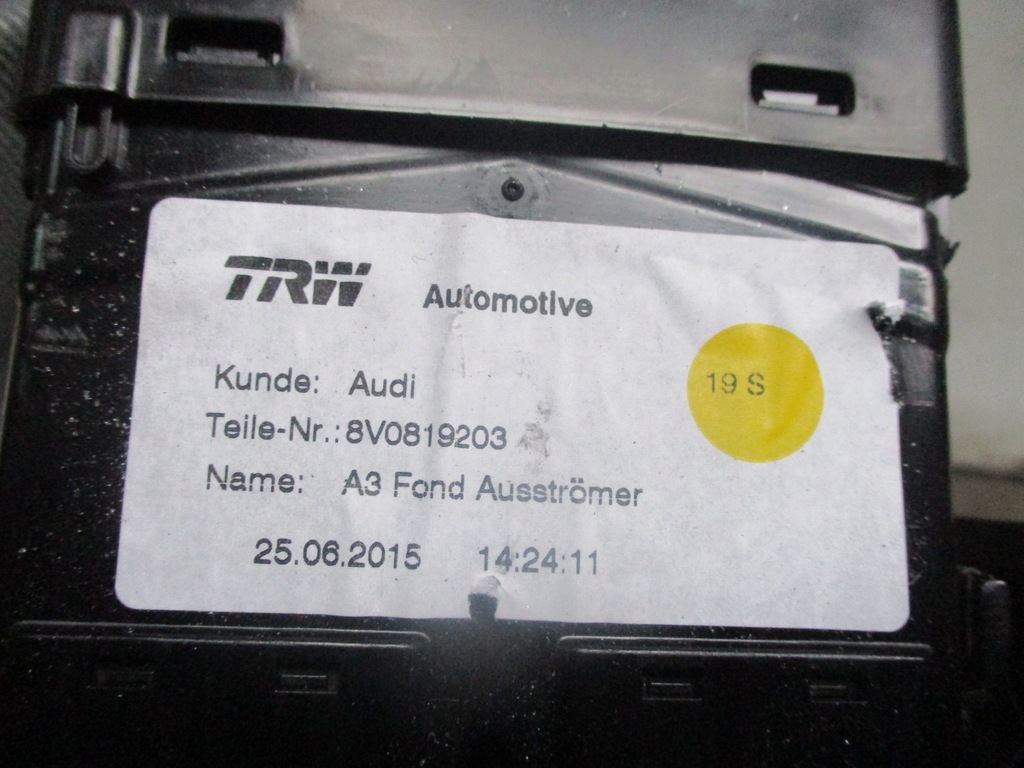 TRW Automotive
19 S
Kunde: Audi
Teile-Nr.: 8V0819203
Name: A3 Fond Ausströmer
25.06.2015 14:24:11